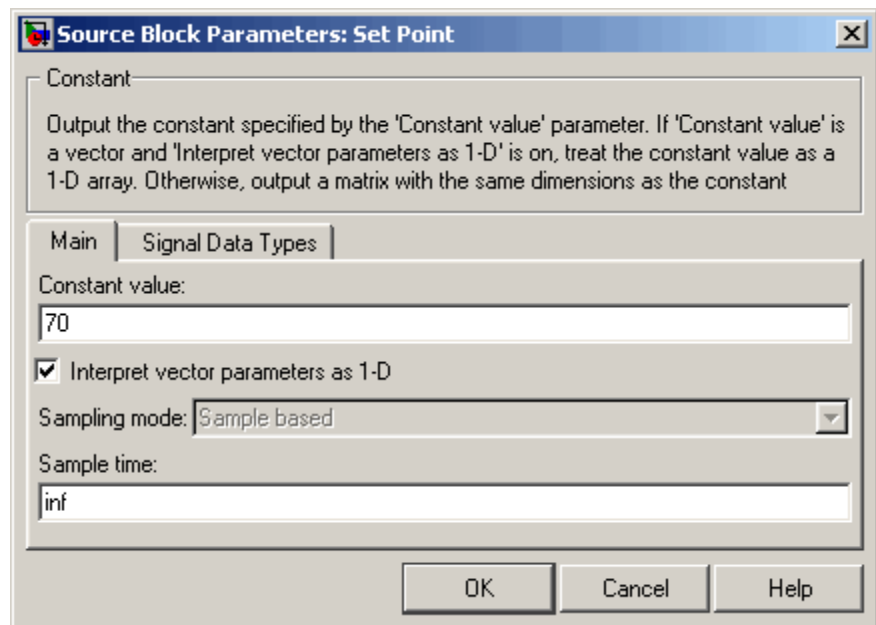 Source Block Parameters: Set Point
Constant
Output the constant specified by the 'Constant value' parameter. If 'Constant value' is
a vector and 'Interpret vector parameters as 1-D' is on, treat the constant value as a
1-D array. Otherwise, output a matrix with the same dimensions as the constant
Main
Signal Data Types
Constant value:
70
Interpret vector parameters as 1-D
Sampling mode: Sample based
Sample time:
inf
OK
Cancel
Help